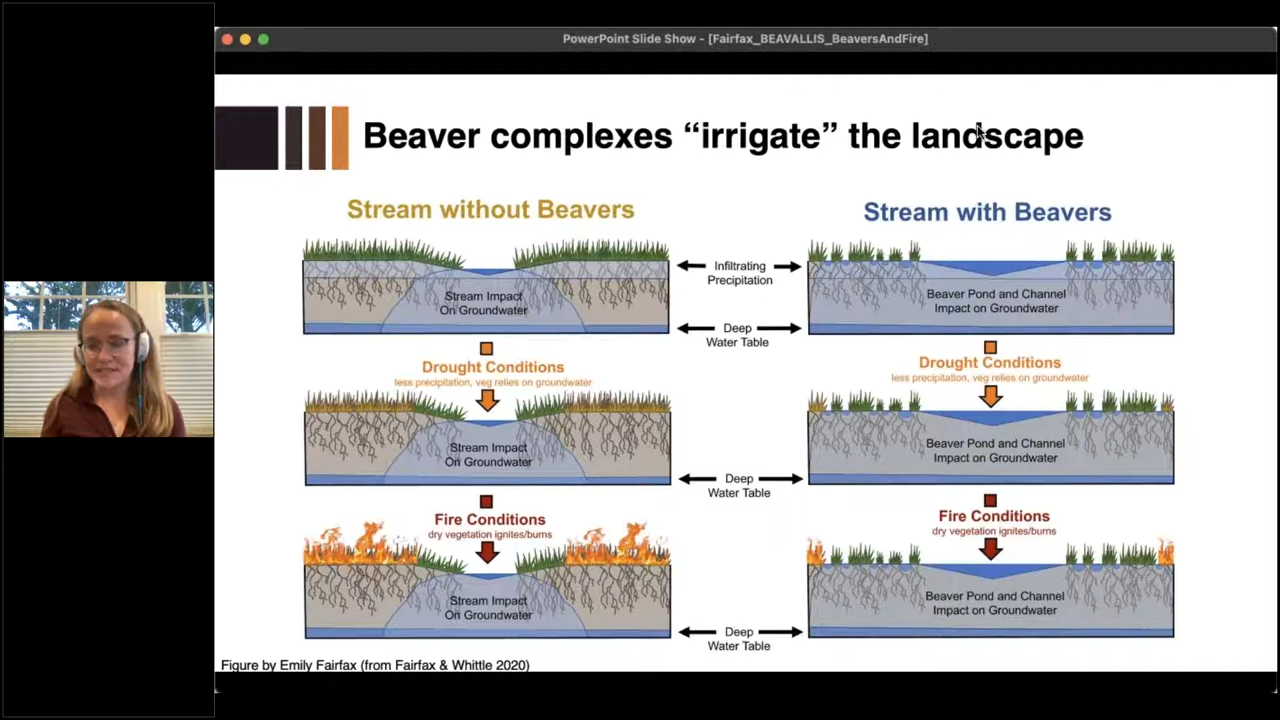 PowerPoint Slide Show - [Fairfax_BEAVALLIS_BeaversAndFire]
Beaver complexes “irrigate” the landscape
Stream without Beavers
Stream with Beavers
Stream Impact
On Groundwater
Infiltrating
Precipitation
Deep
Water Table
Beaver Pond and Channel
Impact on Groundwater
Drought Conditions
less precipitation, veg relies on groundwater
Drought Conditions
less precipitation, veg relies on groundwater
Stream Impact
On Groundwater
Deep
Water Table
Beaver Pond and Channel
Impact on Groundwater
Fire Conditions
dry vegetation ignites/burns
Fire Conditions
dry vegetation ignites/burns
Stream Impact
On Groundwater
Deep
Water Table
Beaver Pond and Channel
Impact on Groundwater
Figure by Emily Fairfax (from Fairfax & Whittle 2020)